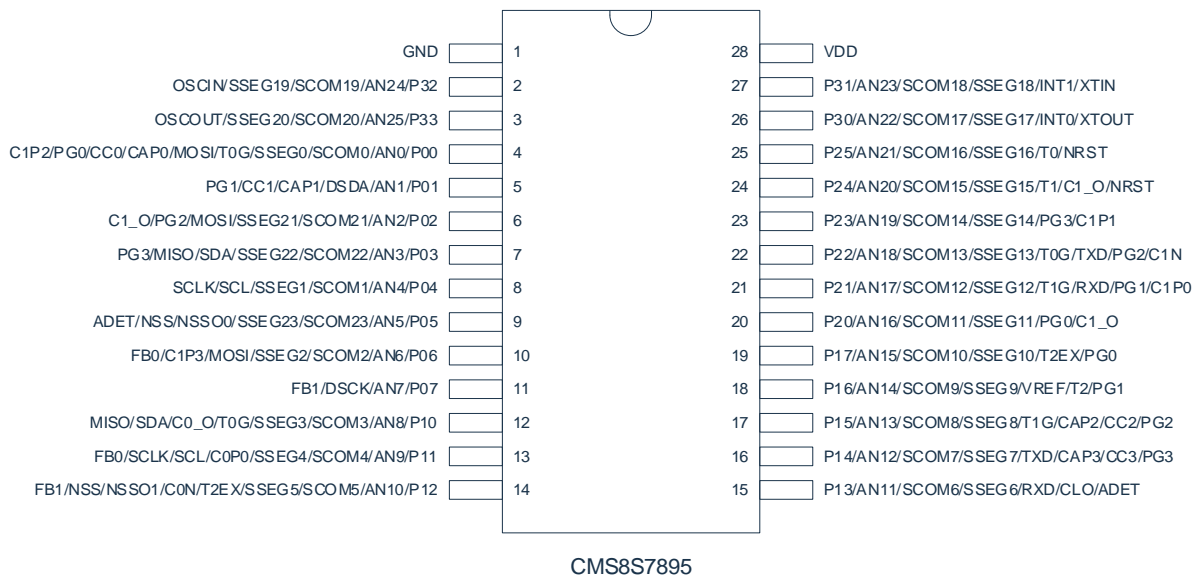 GND 1 28 VDD
OSCIN/SSEG19/SCOM19/AN24/P32 2 27 P31/AN23/SCOM18/SSEG18/INT1/XTIN
OSCOUT/SSEG20/SCOM20/AN25/P33 3 26 P30/AN22/SCOM17/SSEG17/INT0/XTOUT
C1P2/PG0/CC0/CAP0/MOSI/T0G/SSEG0/SCOM0/AN0/P00 4 25 P25/AN21/SCOM16/SSEG16/T0/NRST
PG1/CC1/CAP1/DSDA/AN1/P01 5 24 P24/AN20/SCOM15/SSEG15/T1/C1_O/NRST
C1_O/PG2/MOSI/SSEG21/SCOM21/AN2/P02 6 23 P23/AN19/SCOM14/SSEG14/PG3/C1P1
PG3/MISO/SDA/SSEG22/SCOM22/AN3/P03 7 22 P22/AN18/SCOM13/SSEG13/T0G/TXD/PG2/C1N
SCLK/SCL/SSEG1/SCOM1/AN4/P04 8 21 P21/AN17/SCOM12/SSEG12/T1G/RXD/PG1/C1P0
ADET/NSS/NSSO0/SSEG23/SCOM23/AN5/P05 9 20 P20/AN16/SCOM11/SSEG11/PG0/C1_O
FB0/C1P3/MOSI/SSEG2/SCOM2/AN6/P06 10 19 P17/AN15/SCOM10/SSEG10/T2EX/PG0
FB1/DSCK/AN7/P07 11 18 P16/AN14/SCOM9/SSEG9/VREF/T2/PG1
MISO/SDA/C0_O/T0G/SSEG3/SCOM3/AN8/P10 12 17 P15/AN13/SCOM8/SSEG8/T1G/CAP2/CC2/PG2
FB0/SCLK/SCL/C0P0/SSEG4/SCOM4/AN9/P11 13 16 P14/AN12/SCOM7/SSEG7/TXD/CAP3/CC3/PG3
FB1/NSS/NSSO1/C0N/T2EX/SSEG5/SCOM5/AN10/P12 14 15 P13/AN11/SCOM6/SSEG6/RXD/CLO/ADET
CMS8S7895